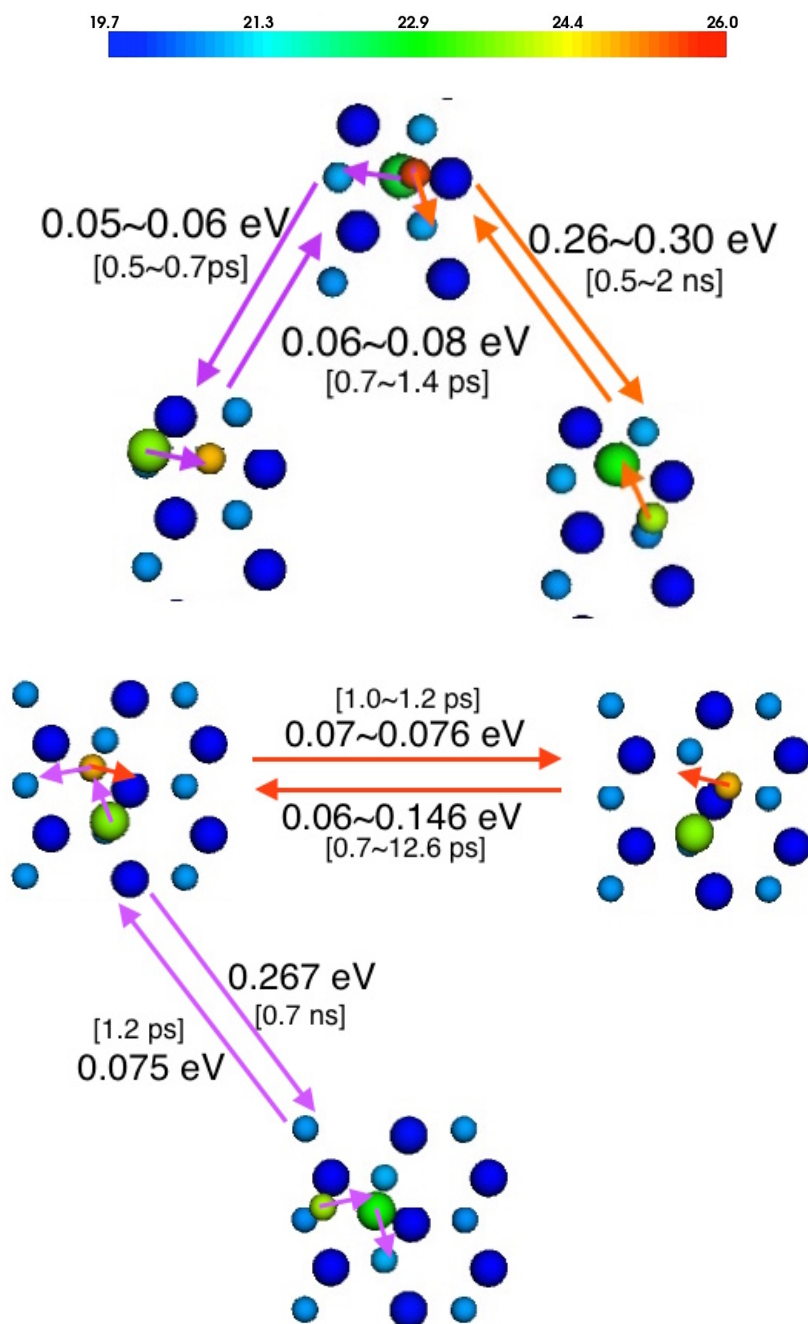 19.7 21.3 22.9 24.4 26.0
0.05~0.06 eV
[0.5~0.7ps]
0.26~0.30 eV
[0.5~2 ns]
0.06~0.08 eV
[0.7~1.4 ps]
[1.0~1.2 ps]
0.07~0.076 eV
0.06~0.146 eV
[0.7~12.6 ps]
0.267 eV
[0.7 ns]
[1.2 ps]
0.075 eV